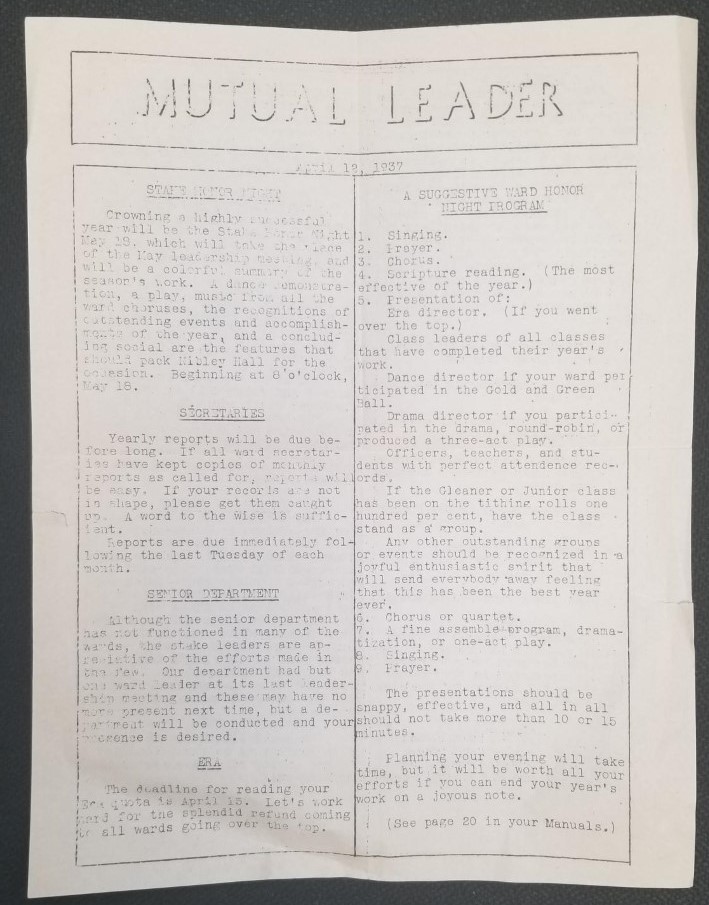 MUTUAL LEADER
April 12, 1937
STAKE HONOR NIGHT
Crowning a highly successful
year will be the Stake Honor Night
May 18, which will take the place
of the May leadership meeting, and
will be a colorful summary of the
season's work. A dance demonstra-
tion, a play, music from all the
ward choruses, the recognitions of
outstanding events and accomplish-
ments of the year, and a conclud-
ing social are the features that
should pack Nibley Hall for the
occasion. Beginning at 8 o'clock,
May 18.
SECRETARIES
Yearly reports will be due be-
fore long. If all ward secretar-
ies have kept copies of monthly
reports as called for, reports will
be easy. If your records are not
in shape, please get them caught
up. A word to the wise is suffic-
ient.
Reports are due immediately fol-
lowing the last Tuesday of each
month.
SENIOR DEPARTMENT
Although the senior department
has not functioned in many of the
wards, the stake leaders are ap-
reciative of the efforts made in
the few. Our department had but
one ward leader at its last leader-
ship meeting and these may have no
more present next time, but a de-
partment will be conducted and your
presence is desired.
ERA
The deadline for reading your
Era quota is April 15. Let's work
hard for the splendid refund coming
to all wards going over the top.
A SUGGESTIVE WARD HONOR
NIGHT PROGRAM
1. Singing.
2. Prayer.
3. Chorus.
4. Scripture reading. (The most
effective of the year.)
5. Presentation of:
Era director. (If you went
over the top.)
Class leaders of all classes
that have completed their year's
work.
Dance director if your ward par
ticipated in the Gold and Green
Ball.
Drama director if you partici-
pated in the drama, round-robin, or
produced a three-act play.
Officers, teachers, and stu-
dents with perfect attendence rec-
ords.
If the Gleaner or Junior class
has been on the tithing rolls one
hundred per cent, have the class
stand as a group.
Any other outstanding groups
or events should be recognized in a
joyful enthusiastic spirit that
will send everybody away feeling
that this has been the best year
ever.
6. Chorus or quartet.
7. A fine assemble program, drama-
tization, or one-act play.
8. Singing.
9. Prayer.
The presentations should be
snappy, effective, and all in all
should not take more than 10 or 15
minutes.
Planning your evening will take
time, but it will be worth all your
efforts if you can end your year's
work on a joyous note.
(See page 20 in your Manuals.)